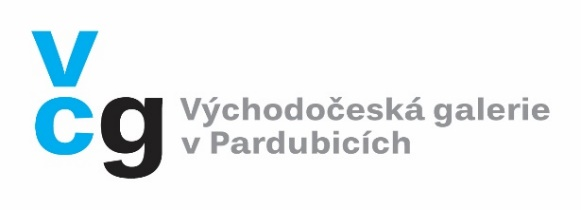 v
cg
Východočeská galerie
v Pardubicích